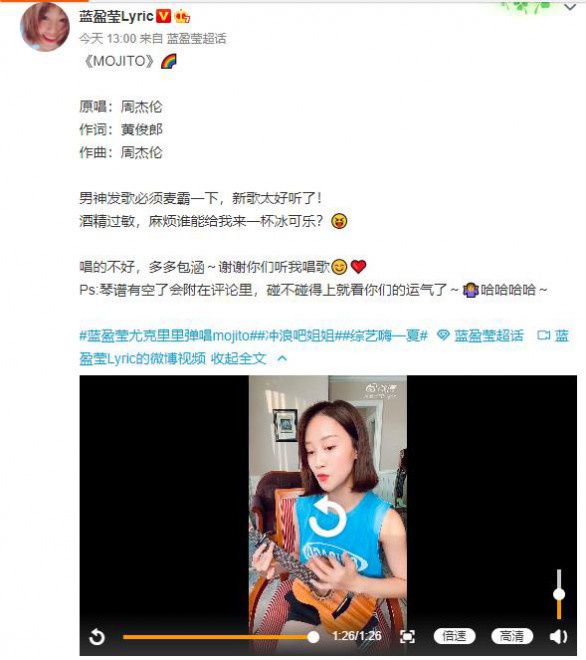 蓝盈莹Lyric
今天 13:00 来自 蓝盈莹超话
《MOJITO》
原唱：周杰伦
作词：黄俊郎
作曲：周杰伦
男神发歌必须麦霸一下，新歌太好听了！
酒精过敏，麻烦谁能给我来一杯冰可乐？
唱的不好，多多包涵～谢谢你们听我唱歌
Ps:琴谱有空了会附在评论里，碰不碰得上就看你们的运气了～哈哈哈哈～
#蓝盈莹尤克里里弹唱mojito##冲浪吧姐姐##综艺嗨一夏# 蓝盈莹超话 蓝
盈莹Lyric的微博视频 收起全文
1:26/1:26 倍速 高清